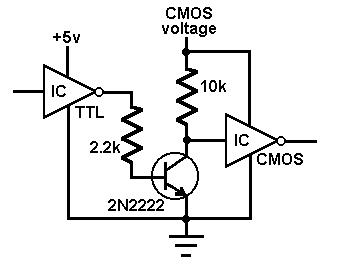 CMOS
voltage
+5v
IC
TTL
10k
2.2k
IC
CMOS
2N2222